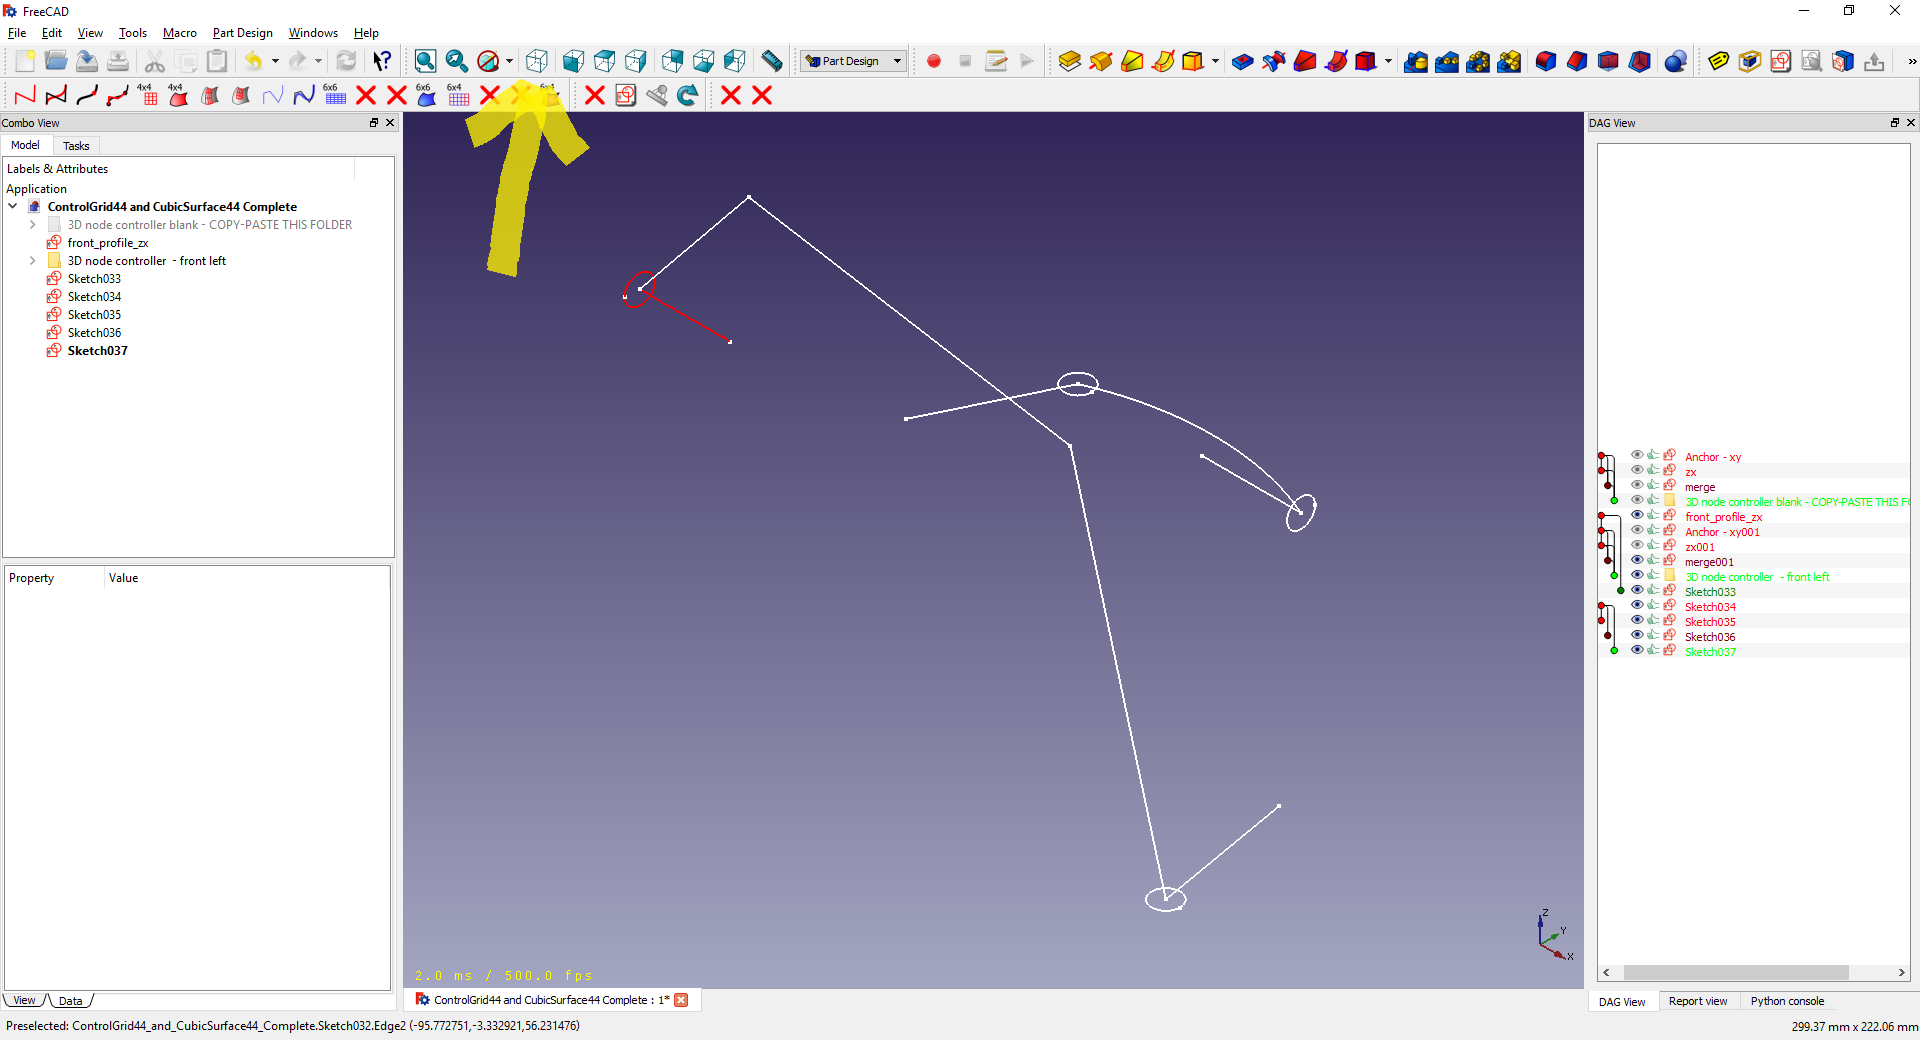 FreeCAD
File Edit View Tools Macro Part Design Windows Help
Part Design
4x4 4x4 6x6 6x6 6x4 6x4
Combo View
Model Tasks
Labels & Attributes
Application
ControlGrid44 and CubicSurface44 Complete
3D node controller blank - COPY-PASTE THIS FOLDER
front_profile_zx
3D node controller - front left
Sketch033
Sketch034
Sketch035
Sketch036
Sketch037
Property Value
View Data
2.0 ms / 500.0 fps
Z
Y
X
ControlGrid44 and CubicSurface44 Complete : 1*
DAG View
Anchor - xy
zx
merge
3D node controller blank - COPY-PASTE THIS F
front_profile_zx
Anchor - xy001
zx001
merge001
3D node controller - front left
Sketch033
Sketch034
Sketch035
Sketch036
Sketch037
DAG View Report view Python console
Preselected: ControlGrid44_and_CubicSurface44_Complete.Sketch032.Edge2 (-95.772751,-3.332921,56.231476)
299.37 mm x 222.06 mm